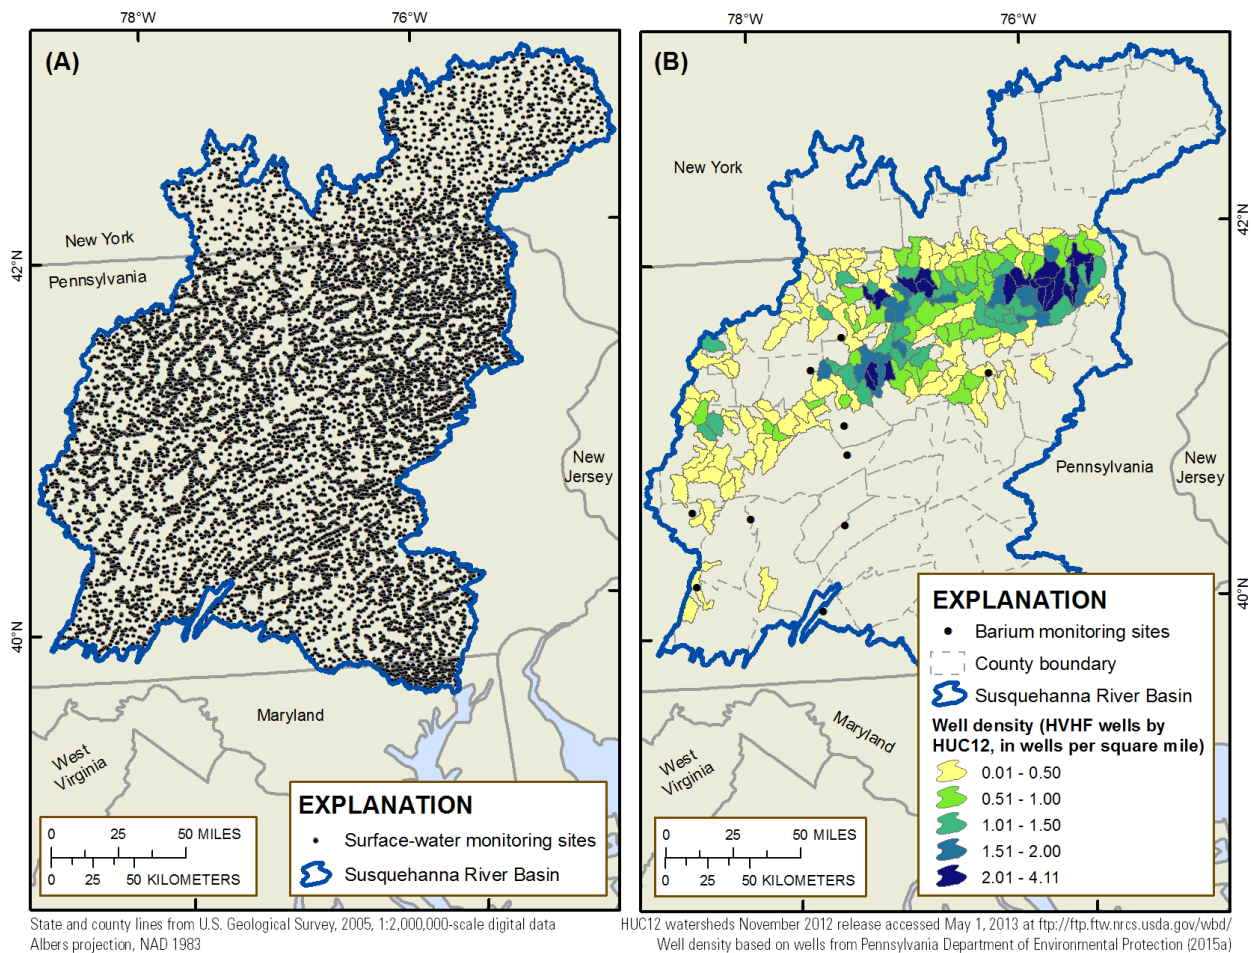 78°W
76°W
78°W
76°W
(A)
(B)
New York
New York
42°N
42°N
Pennsylvania
New
Jersey
Pennsylvania
New
Jersey
40°N
40°N
Maryland
West
Virginia
EXPLANATION
Surface-water monitoring sites
Susquehanna River Basin
0 25 50 MILES
0 25 50 KILOMETERS
Maryland
West
Virginia
0 25 50 MILES
0 25 50 KILOMETERS
EXPLANATION
Barium monitoring sites
County boundary
Susquehanna River Basin
Well density (HVHF wells by
HUC12, in wells per square mile)
0.01 - 0.50
0.51 - 1.00
1.01 - 1.50
1.51 - 2.00
2.01 - 4.11
State and county lines from U.S. Geological Survey, 2005, 1:2,000,000-scale digital data
Albers projection, NAD 1983
HUC12 watersheds November 2012 release accessed May 1, 2013 at ftp://ftp.ftw.nrcs.usda.gov/wbd/
Well density based on wells from Pennsylvania Department of Environmental Protection (2015a)